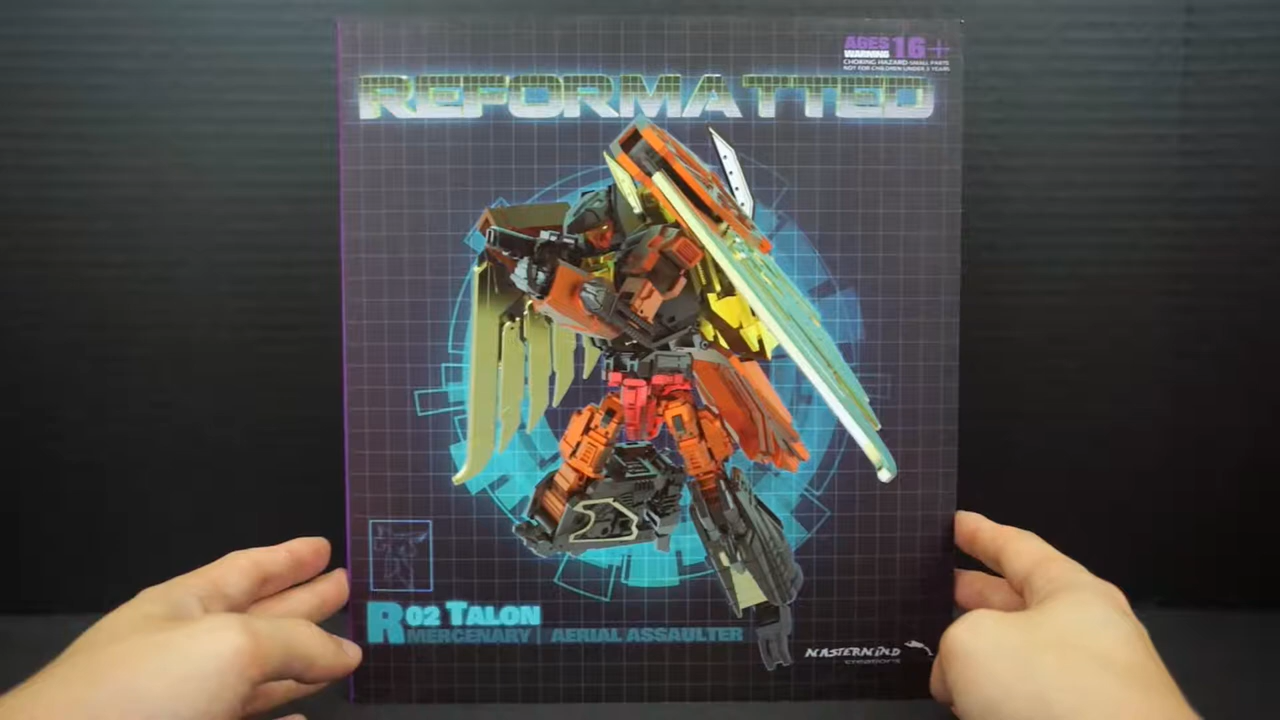 AGES 16+
WARNING
CHOKING HAZARD-SMALL PARTS
NOT FOR CHILDREN UNDER 3 YEARS
REFORMATTED
R02 TALON
MERCENARY | AERIAL ASSAULTER
MASTERMIND
creations